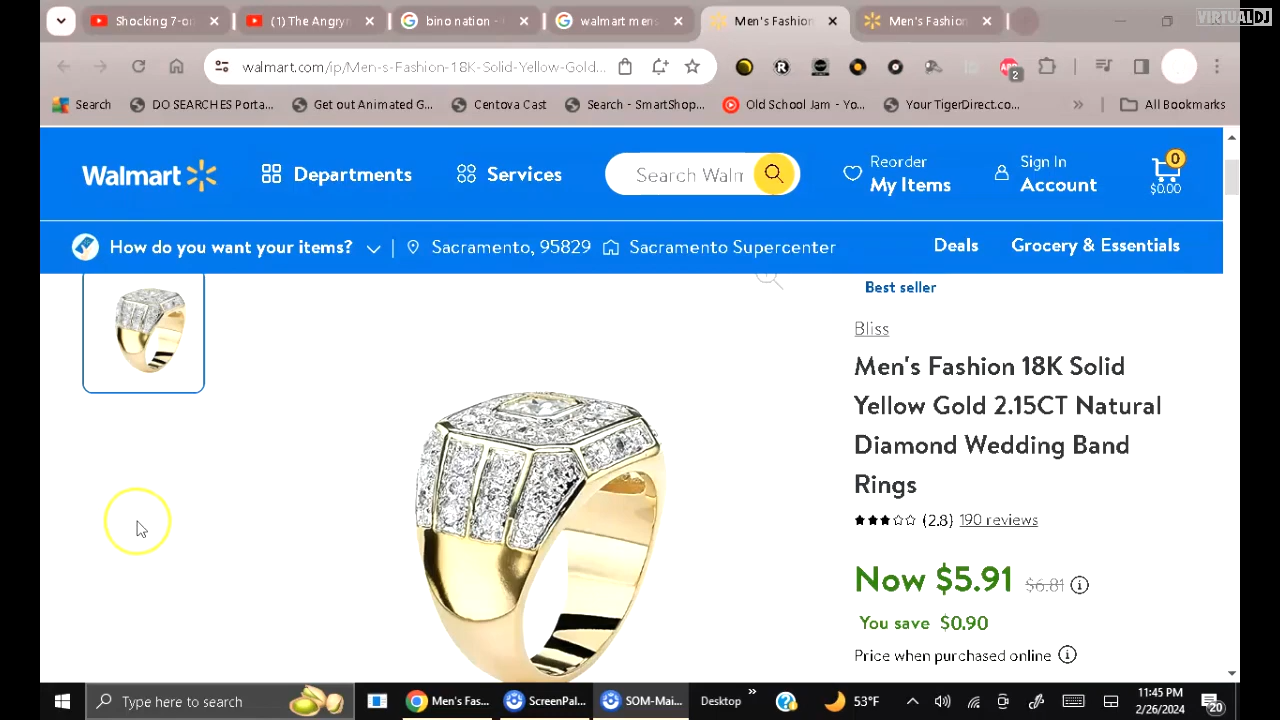 Shocking 7-o
(1) The Angry
bino nation -
walmart mens
Men's Fashion
Men's Fashion
VIRTUALDJ
walmart.com/ip/Men-s-Fashion-18K-Solid-Yellow-Gold...
2
Search
DO SEARCHES Porta...
Get out Animated G...
Centova Cast
Search - SmartShop...
Old School Jam - Yo...
Your TigerDirect.co...
»
All Bookmarks
Walmart
Departments
Services
Search Walm
Reorder
My Items
Sign In
Account
0
$0.00
How do you want your items?
Sacramento, 95829
Sacramento Supercenter
Deals
Grocery & Essentials
Best seller
Bliss
Men's Fashion 18K Solid
Yellow Gold 2.15CT Natural
Diamond Wedding Band
Rings
(2.8) 190 reviews
Now $5.91 $6.81
You save $0.90
Price when purchased online
Type here to search
Men's Fas...
ScreenPal...
SOM-Mai...
Desktop
»
53°F
11:45 PM
2/26/2024
20